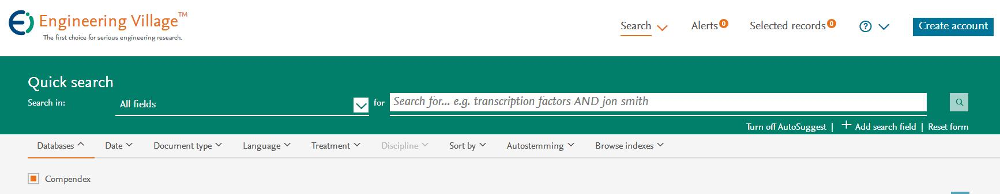 Engineering Village™
The first choice for serious engineering research.
Search Alerts 0 Selected records 0 ? Create account
Quick search
Search in: All fields for Search for... e.g. transcription factors AND jon smith
Turn off AutoSuggest | + Add search field | Reset form
Databases Date Document type Language Treatment Discipline Sort by Autostemming Browse indexes
Compendex